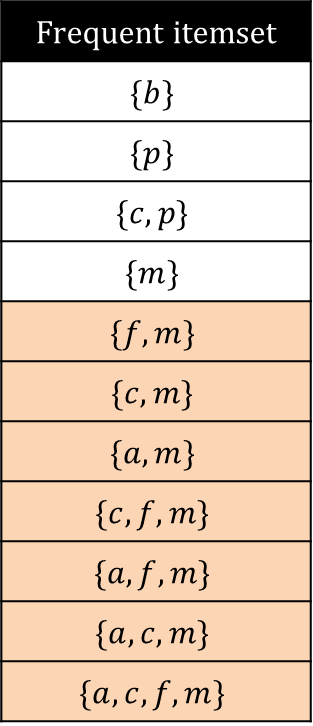 Frequent itemset
{b}
{p}
{c, p}
{m}
{f, m}
{c, m}
{a, m}
{c, f, m}
{a, f, m}
{a, c, m}
{a, c, f, m}